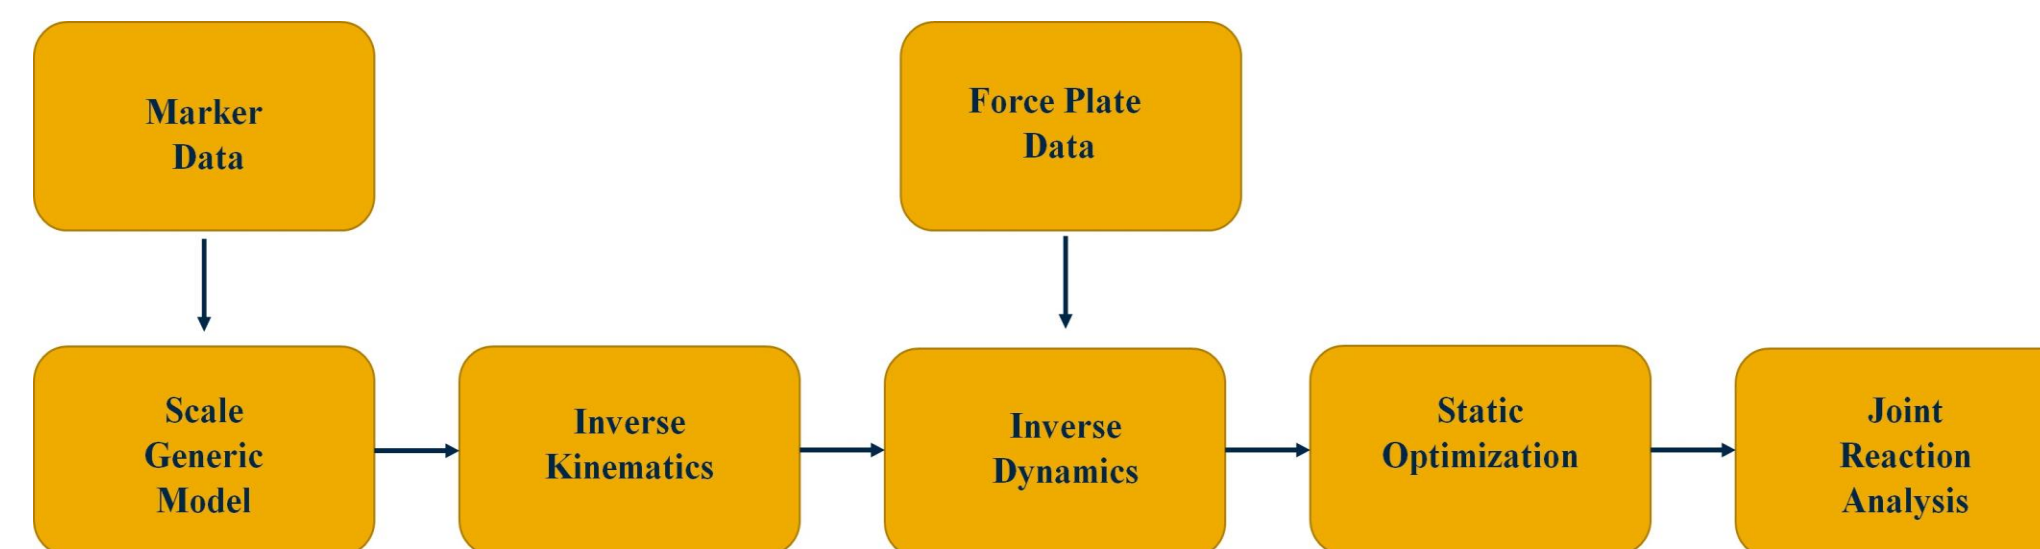 Marker
Data
Force Plate
Data
Scale
Generic
Model
Inverse
Kinematics
Inverse
Dynamics
Static
Optimization
Joint
Reaction
Analysis